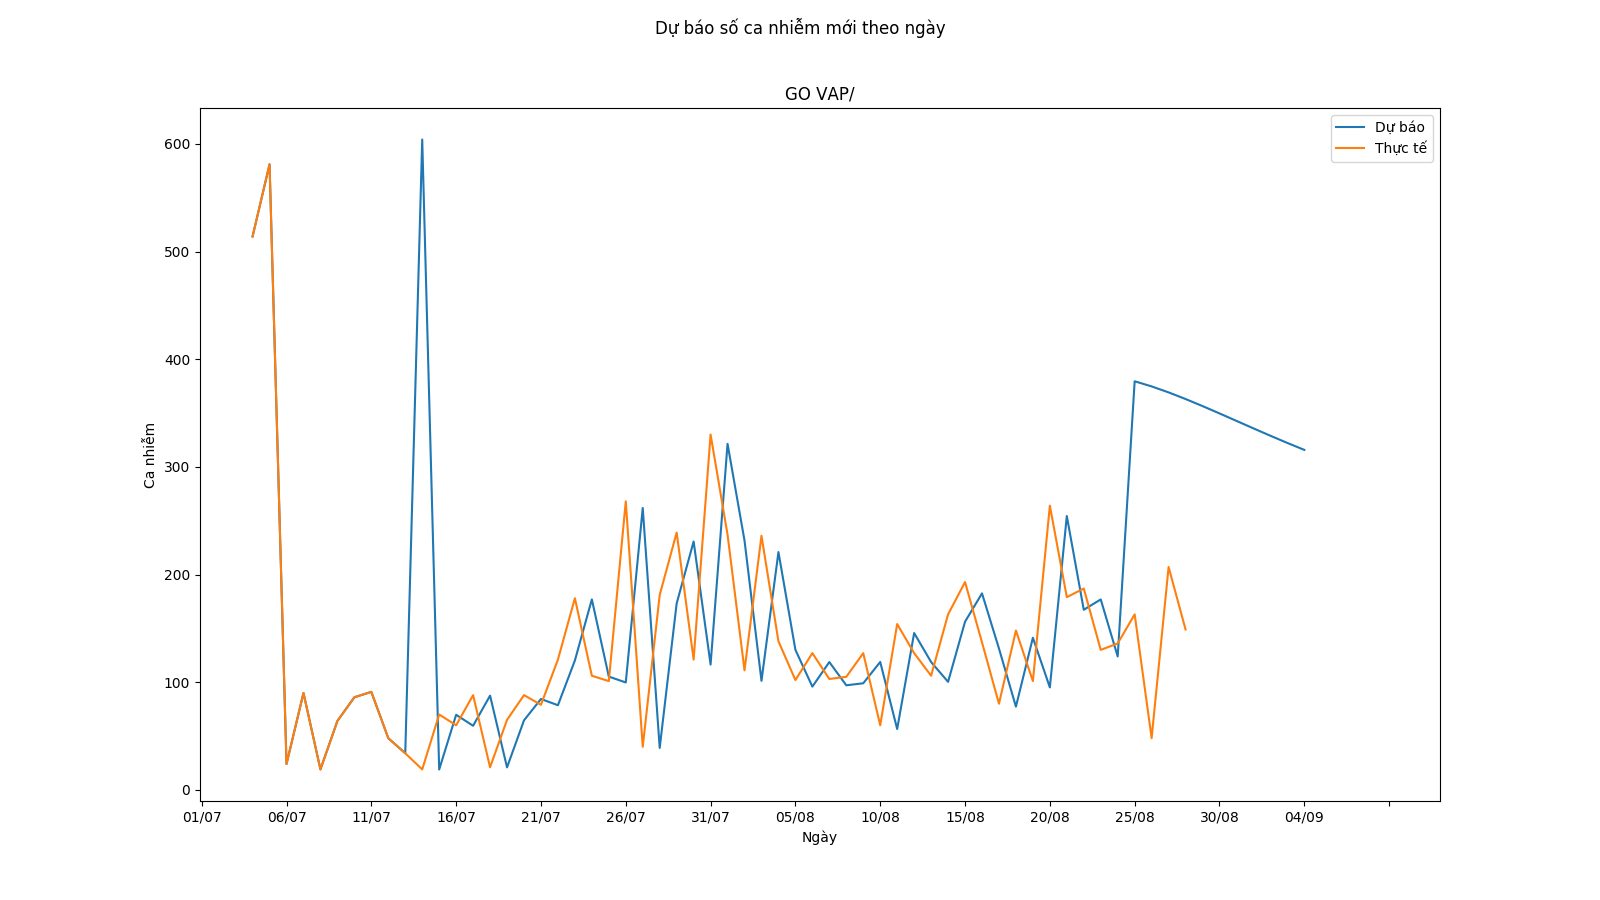 Dự báo số ca nhiễm mới theo ngày
GO VAP/
Dự báo
Thực tế
600
500
400
300
200
100
0
Ca nhiễm
01/07 06/07 11/07 16/07 21/07 26/07 31/07 05/08 10/08 15/08 20/08 25/08 30/08 04/09
Ngày